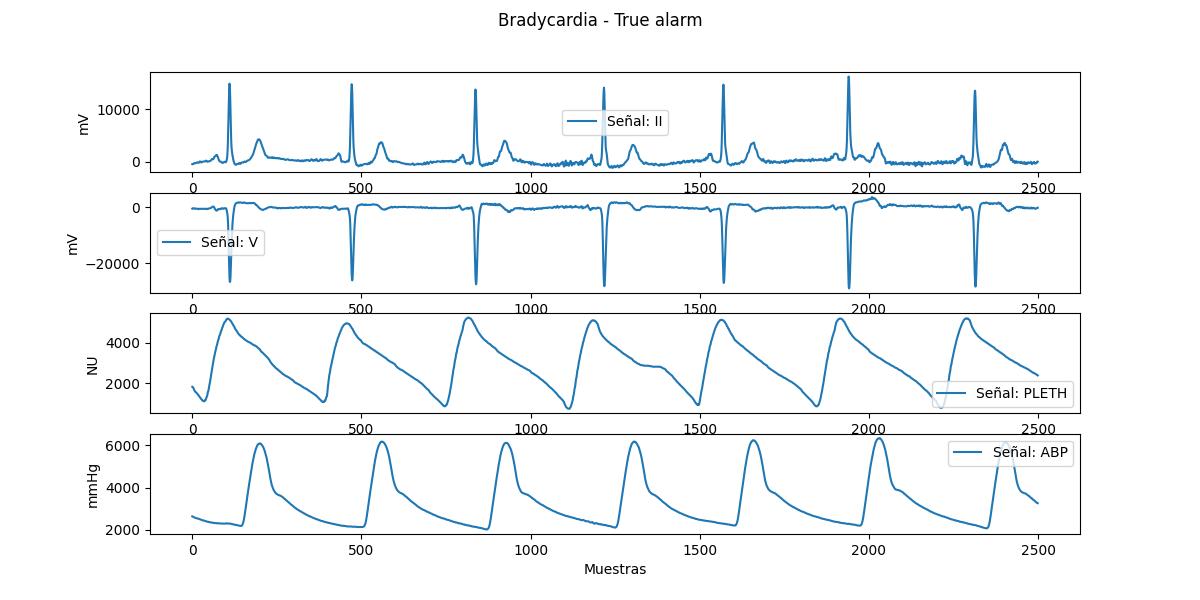 Bradycardia - True alarm
mV
10000
0
Señal: II
0 500 1000 1500 2000 2500
mV
0
−20000
Señal: V
0 500 1000 1500 2000 2500
NU
4000
2000
Señal: PLETH
0 500 1000 1500 2000 2500
mmHg
6000
4000
2000
Señal: ABP
0 500 1000 1500 2000 2500
Muestras